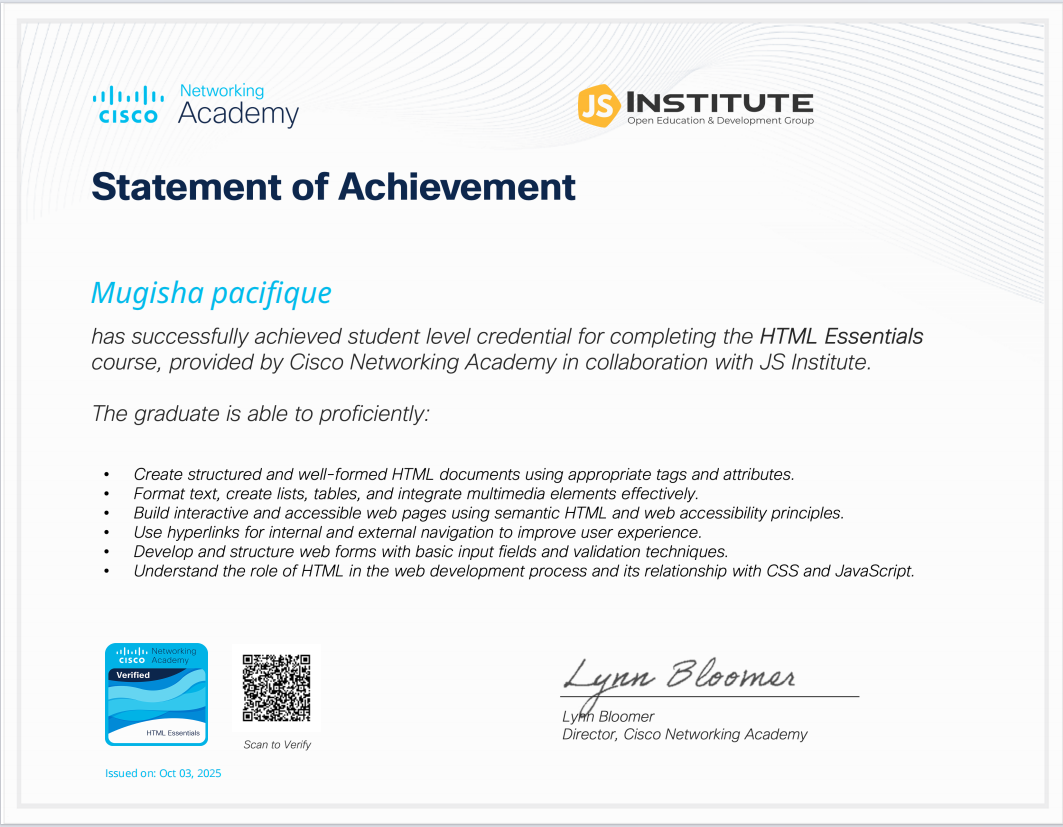 CISCO
Networking
Academy
JS INSTITUTE
Open Education & Development Group
Statement of Achievement
Mugisha pacifique
has successfully achieved student level credential for completing the HTML Essentials
course, provided by Cisco Networking Academy in collaboration with JS Institute.
The graduate is able to proficiently:
• Create structured and well-formed HTML documents using appropriate tags and attributes.
• Format text, create lists, tables, and integrate multimedia elements effectively.
• Build interactive and accessible web pages using semantic HTML and web accessibility principles.
• Use hyperlinks for internal and external navigation to improve user experience.
• Develop and structure web forms with basic input fields and validation techniques.
• Understand the role of HTML in the web development process and its relationship with CSS and JavaScript.
CISCO
Networking
Academy
Verified
HTML Essentials
Scan to Verify
Issued on: Oct 03, 2025
Lynn Bloomer
Lynn Bloomer
Director, Cisco Networking Academy